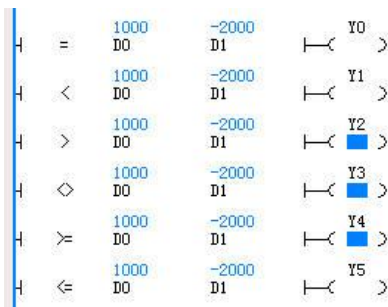 1000 -2000 Y0
= D0 D1
1000 -2000 Y1
< D0 D1
1000 -2000 Y2
> D0 D1
1000 -2000 Y3
<> D0 D1
1000 -2000 Y4
>= D0 D1
1000 -2000 Y5
<= D0 D1